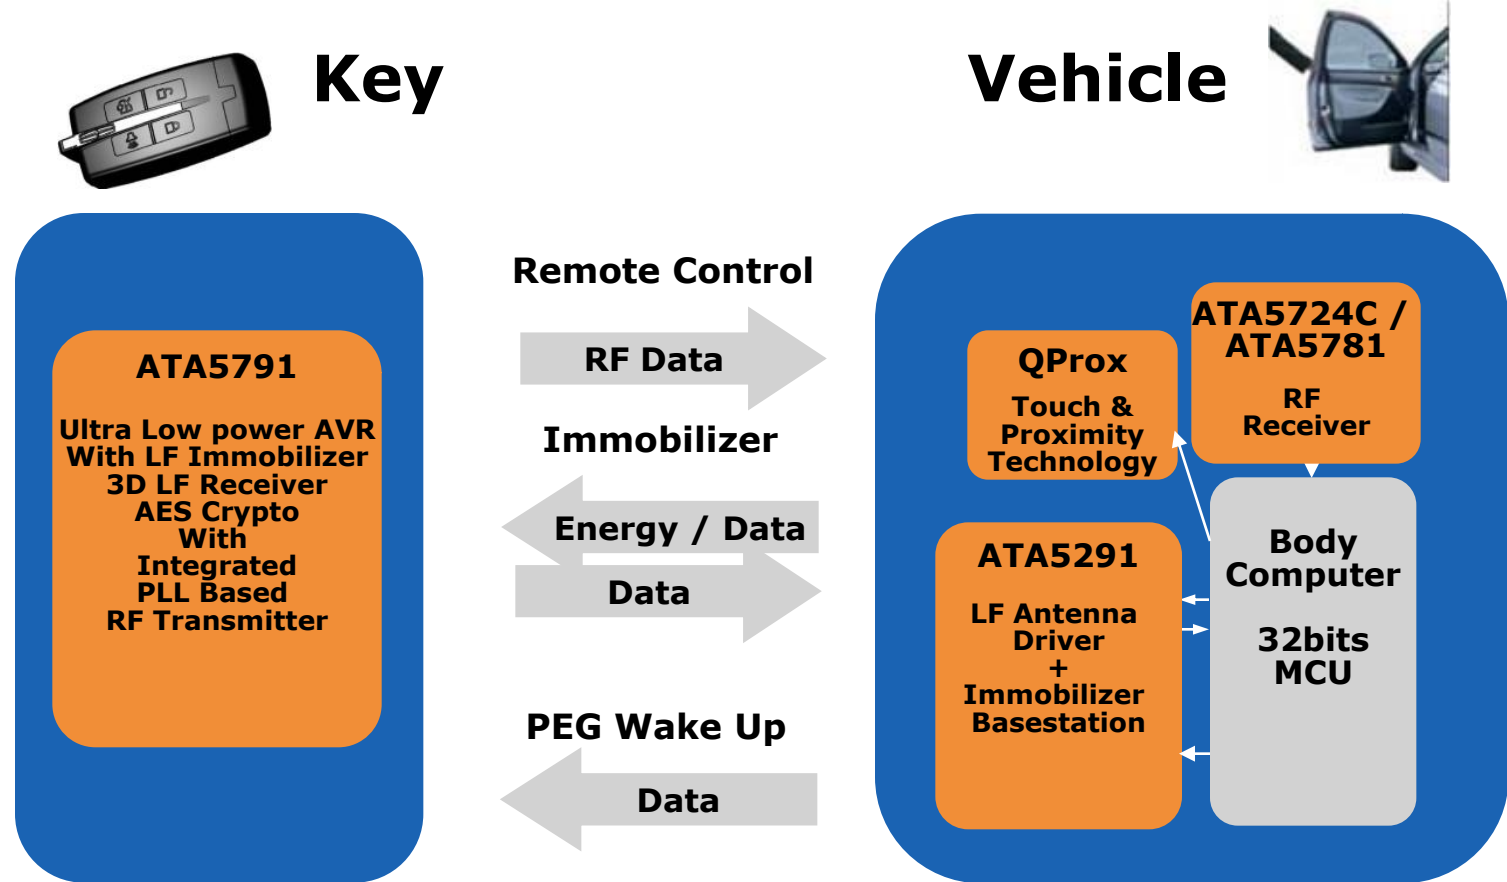 Key
Vehicle
ATA5791
Ultra Low power AVR
With LF Immobilizer
3D LF Receiver
AES Crypto
With
Integrated
PLL Based
RF Transmitter
Remote Control
RF Data
Immobilizer
Energy / Data
Data
PEG Wake Up
Data
QProx
Touch &
Proximity
Technology
ATA5724C /
ATA5781
RF
Receiver
ATA5291
LF Antenna
Driver
+
Immobilizer
Basestation
Body
Computer
32bits
MCU